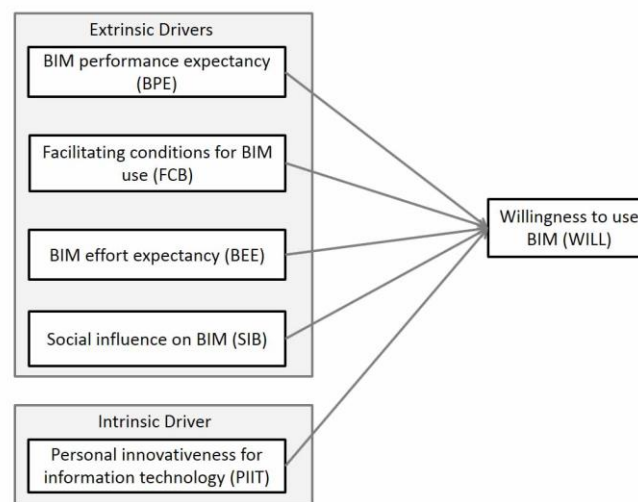 Extrinsic Drivers
BIM performance expectancy
(BPE)
Facilitating conditions for BIM
use (FCB)
BIM effort expectancy (BEE)
Social influence on BIM (SIB)
Willingness to use
BIM (WILL)
Intrinsic Driver
Personal innovativeness for
information technology (PIIT)